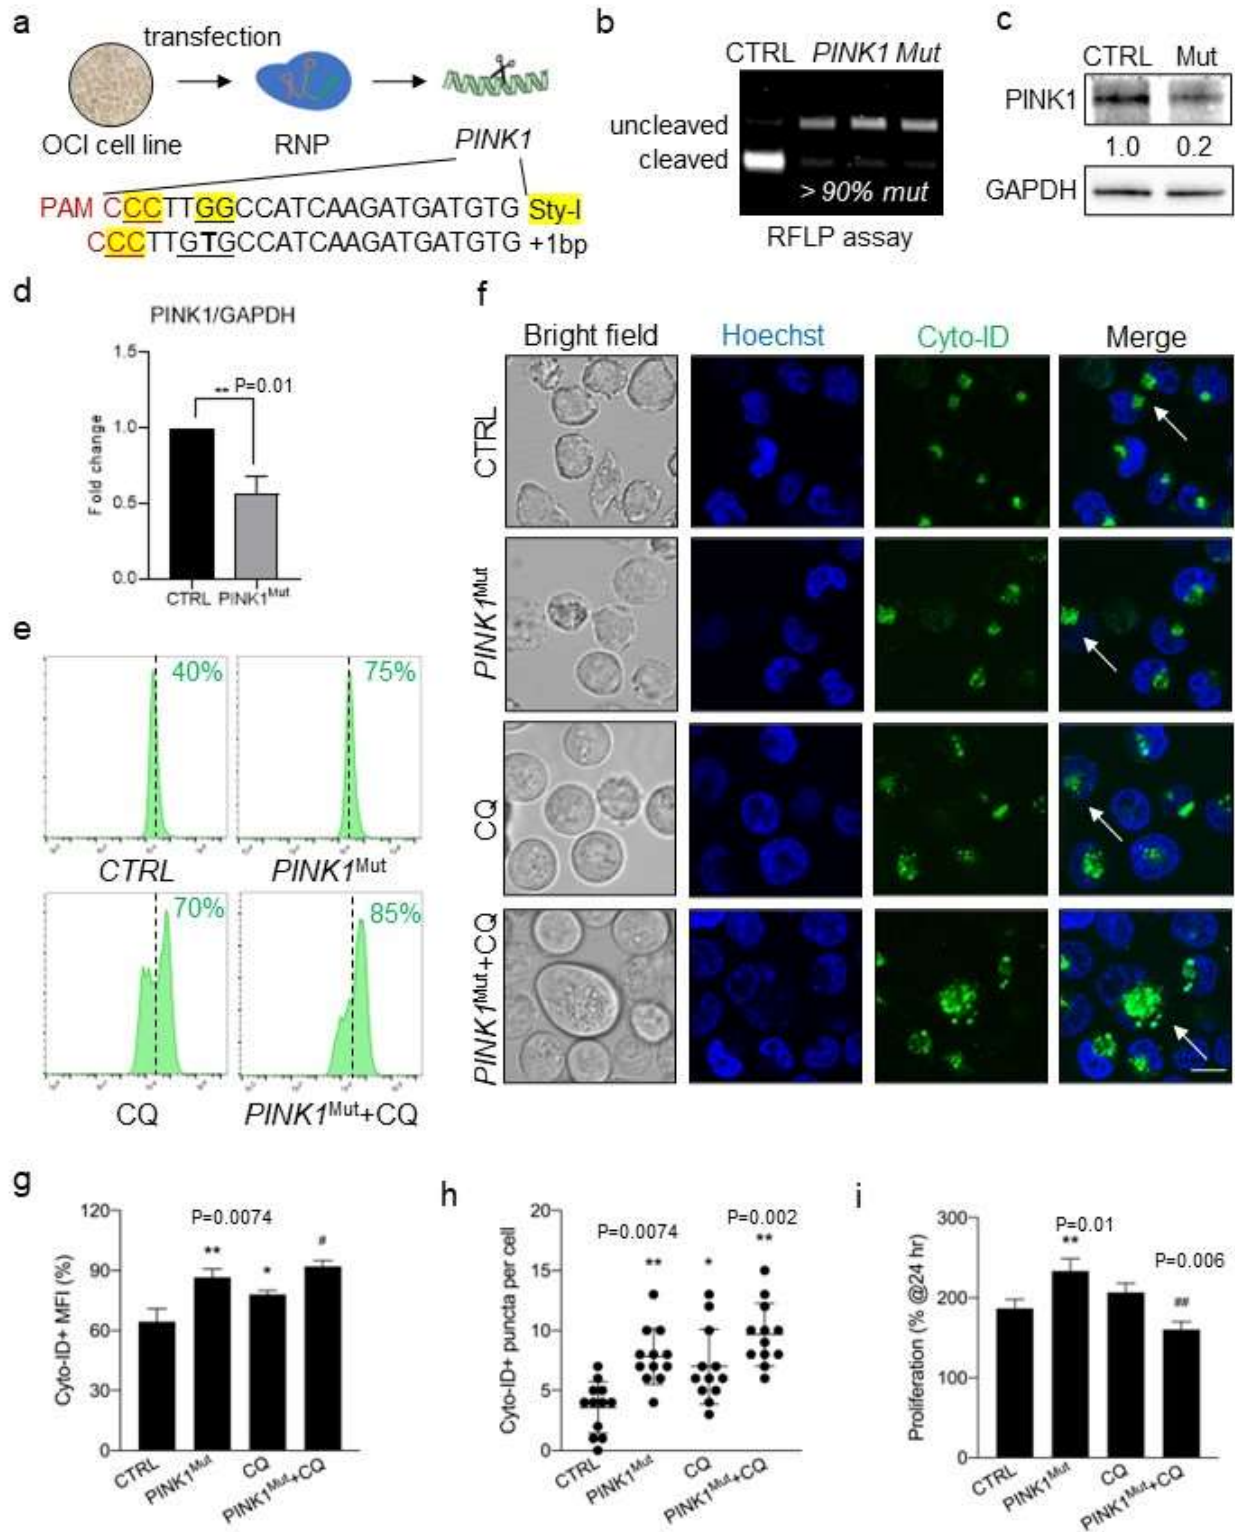 a
transfection
OCI cell line
RNP
PINK1
PAM CCCTTGGCCATCAAGATGATGTG Sty-I
CCCTTGTGCCATCAAGATGATGTG +1bp
b
CTRL PINK1 Mut
uncleaved
cleaved
> 90% mut
RFLP assay
c
CTRL Mut
PINK1
1.0 0.2
GAPDH
d
PINK1/GAPDH
1.5
1.0
0.5
0.0
Fold change
** P=0.01
CTRL PINK1Mut
e
40%
75%
CTRL
PINK1Mut
70%
85%
CQ
PINK1Mut+CQ
f
Bright field
Hoechst
Cyto-ID
Merge
CTRL
PINK1Mut
CQ
PINK1Mut+CQ
g
120
90
60
30
0
Cyto-ID+ MFI (%)
P=0.0074
**
*
#
CTRL
PINK1Mut
CQ
PINK1Mut+CQ
h
20
15
10
5
0
Cyto-ID+ puncta per cell
P=0.0074
P=0.002
**
*
**
CTRL
PINK1Mut
CQ
PINK1Mut+CQ
i
300
200
100
0
Proliferation (% @24 hr)
P=0.01
**
P=0.006
##
CTRL
PINK1Mut
CQ
PINK1Mut+CQ